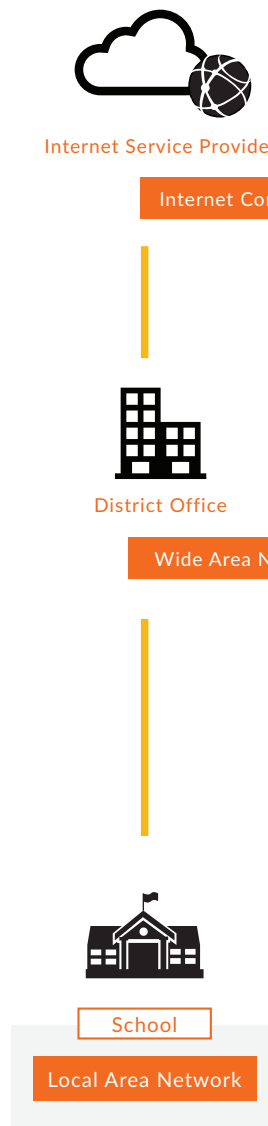 Internet Service Provide
Internet Co
District Office
Wide Area N
School
Local Area Network